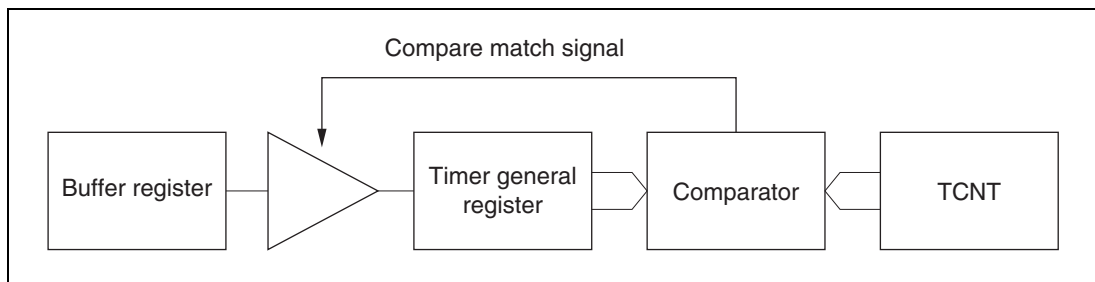 Compare match signal
Buffer register
Timer general
register
Comparator
TCNT